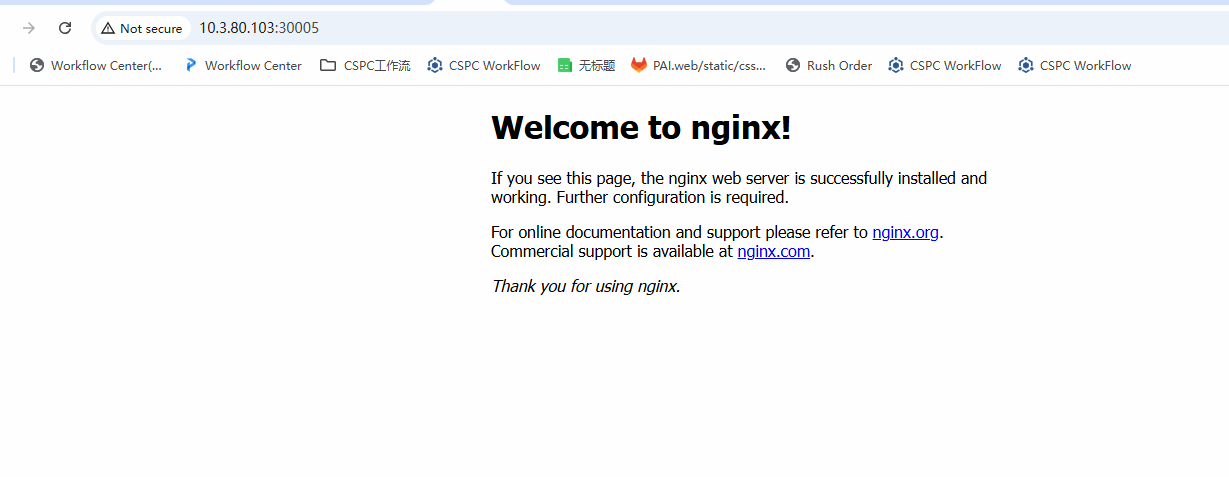 Not secure 10.3.80.103:30005
Workflow Center(... Workflow Center CSPC工作流 CSPC WorkFlow 无标题 PAI.web/static/css... Rush Order CSPC WorkFlow CSPC WorkFlow
Welcome to nginx!
If you see this page, the nginx web server is successfully installed and
working. Further configuration is required.
For online documentation and support please refer to nginx.org.
Commercial support is available at nginx.com.
Thank you for using nginx.